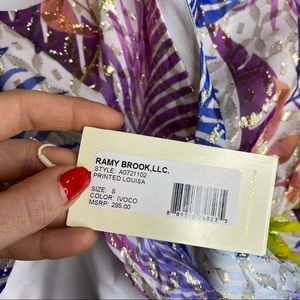 RAMY BROOK,LLC.
STYLE: A0721102
PRINTED LOUISA
SIZE: S
COLOR: IVOCO
MSRP: 295.00